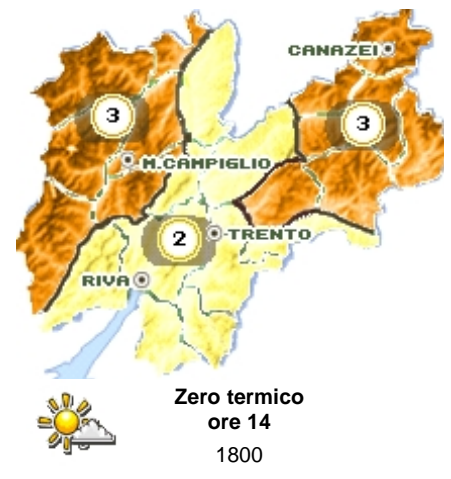 CANAZEI
3
3
M.CAMPIGLIO
2
TRENTO
RIVA
Zero termico
ore 14
1800